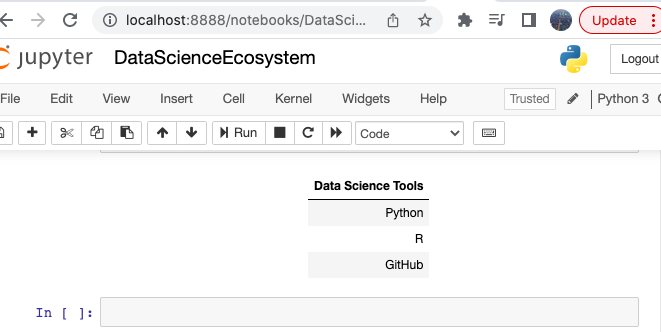 localhost:8888/notebooks/DataSci...
Update
jupyter DataScienceEcosystem
Logout
File Edit View Insert Cell Kernel Widgets Help Trusted Python 3
Run Code
Data Science Tools
Python
R
GitHub
In [ ]: